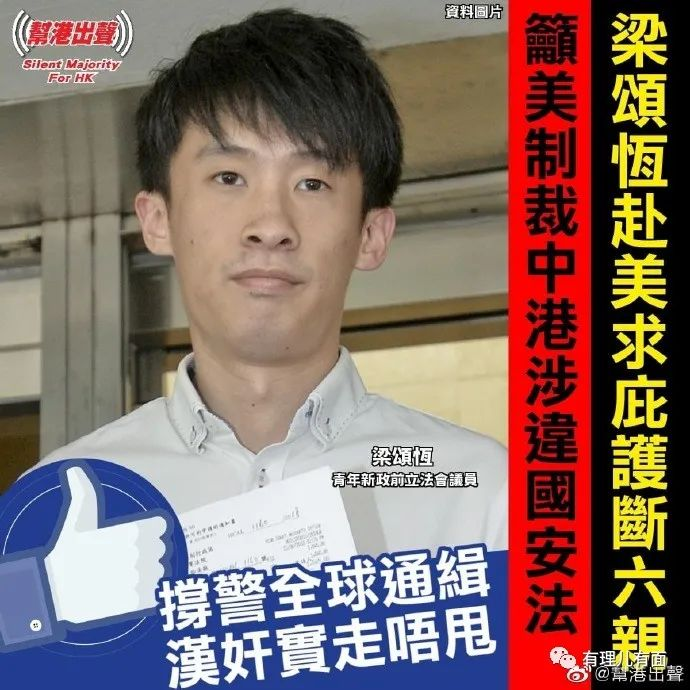 幫港出聲
Silent Majority
For HK
資料圖片
梁頌恆赴美求庇護斷六親
籲美制裁中港涉違國安法
梁頌恆
青年新政前立法會議員
撐警全球通緝
漢奸實走唔甩
有理儿有面
@幫港出聲